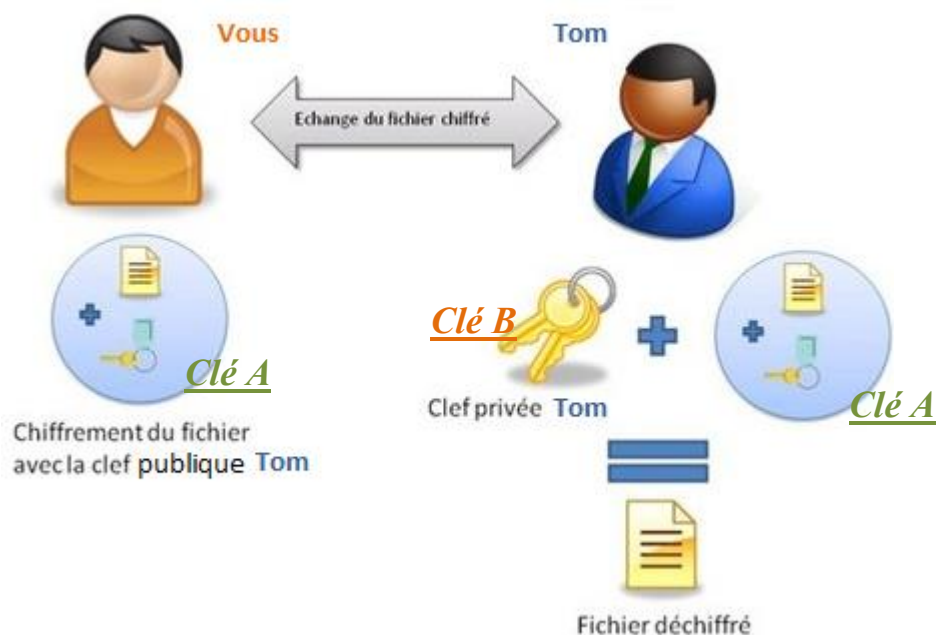 Vous
Tom
Echange du fichier chiffré
Clé A
Chiffrement du fichier
avec la clef publique Tom
Clé B
Clef privée Tom
Clé A
Fichier déchiffré